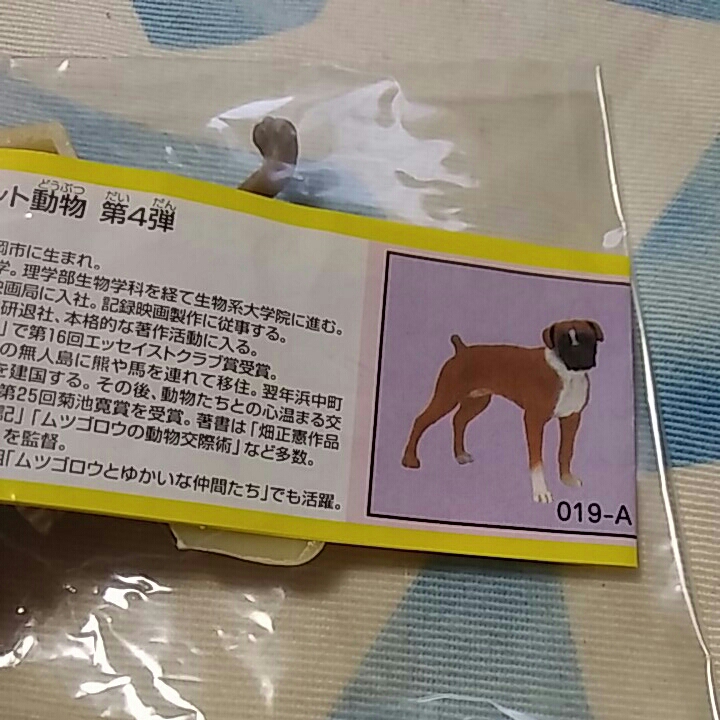 ット動物 第4弾
どうぶつ だい だん
岡市に生まれ。
学。理学部生物学科を経て生物系大学院に進む。
映画局に入社。記録映画製作に従事する。
研退社、本格的な著作活動に入る。
」で第16回エッセイストクラブ賞受賞。
の無人島に熊や馬を連れて移住。翌年浜中町
を建国する。その後、動物たちとの心温まる交
第25回菊池寛賞を受賞。著書は「畑正憲作品
記」「ムツゴロウの動物交際術」など多数。
を監督。
組「ムツゴロウとゆかいな仲間たち」でも活躍。
019-A